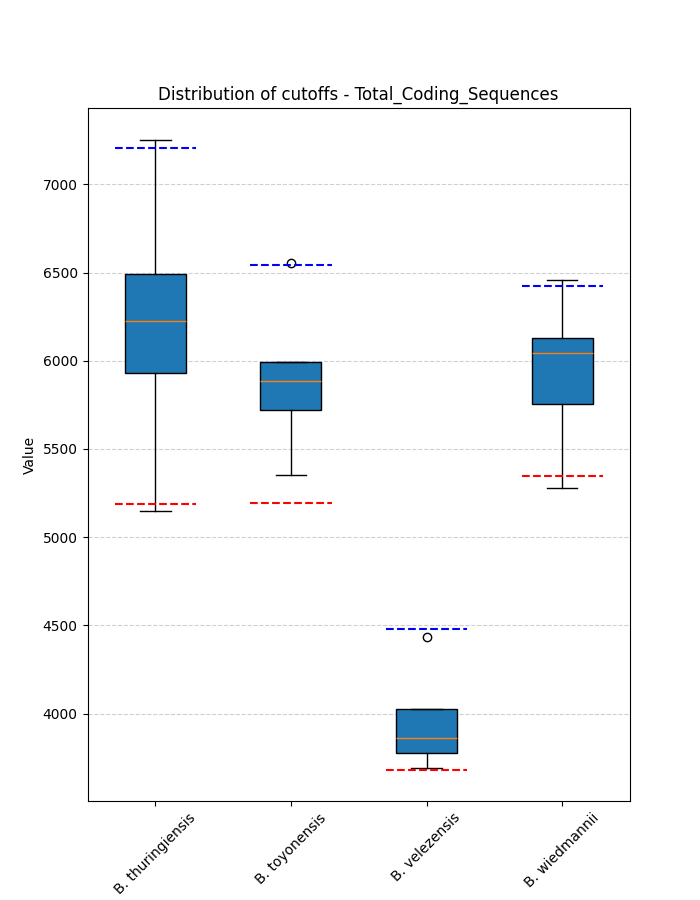 Distribution of cutoffs - Total_Coding_Sequences
Value
7000
6500
6000
5500
5000
4500
4000
B. thuringiensis
B. toyonensis
B. velezensis
B. wiedmannii